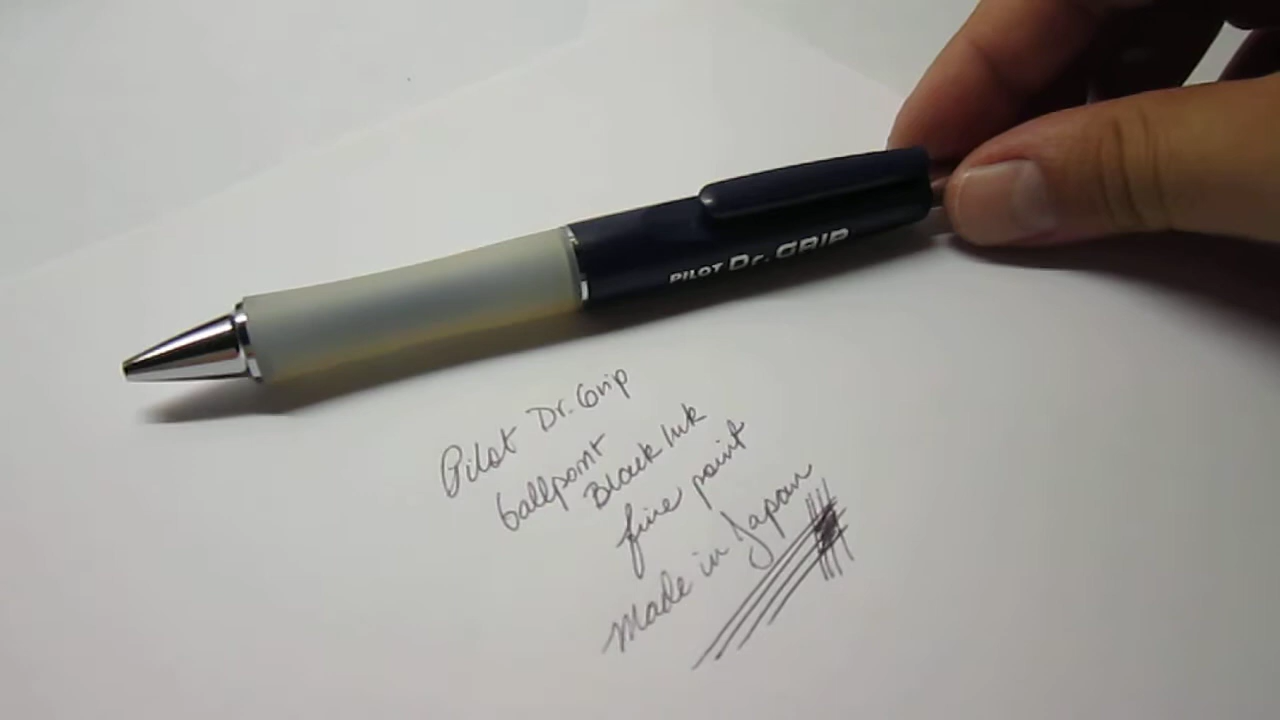 PILOT Dr. GRIP
Pilot Dr. Grip
ballpoint
Black Ink
fine point
Made in Japan